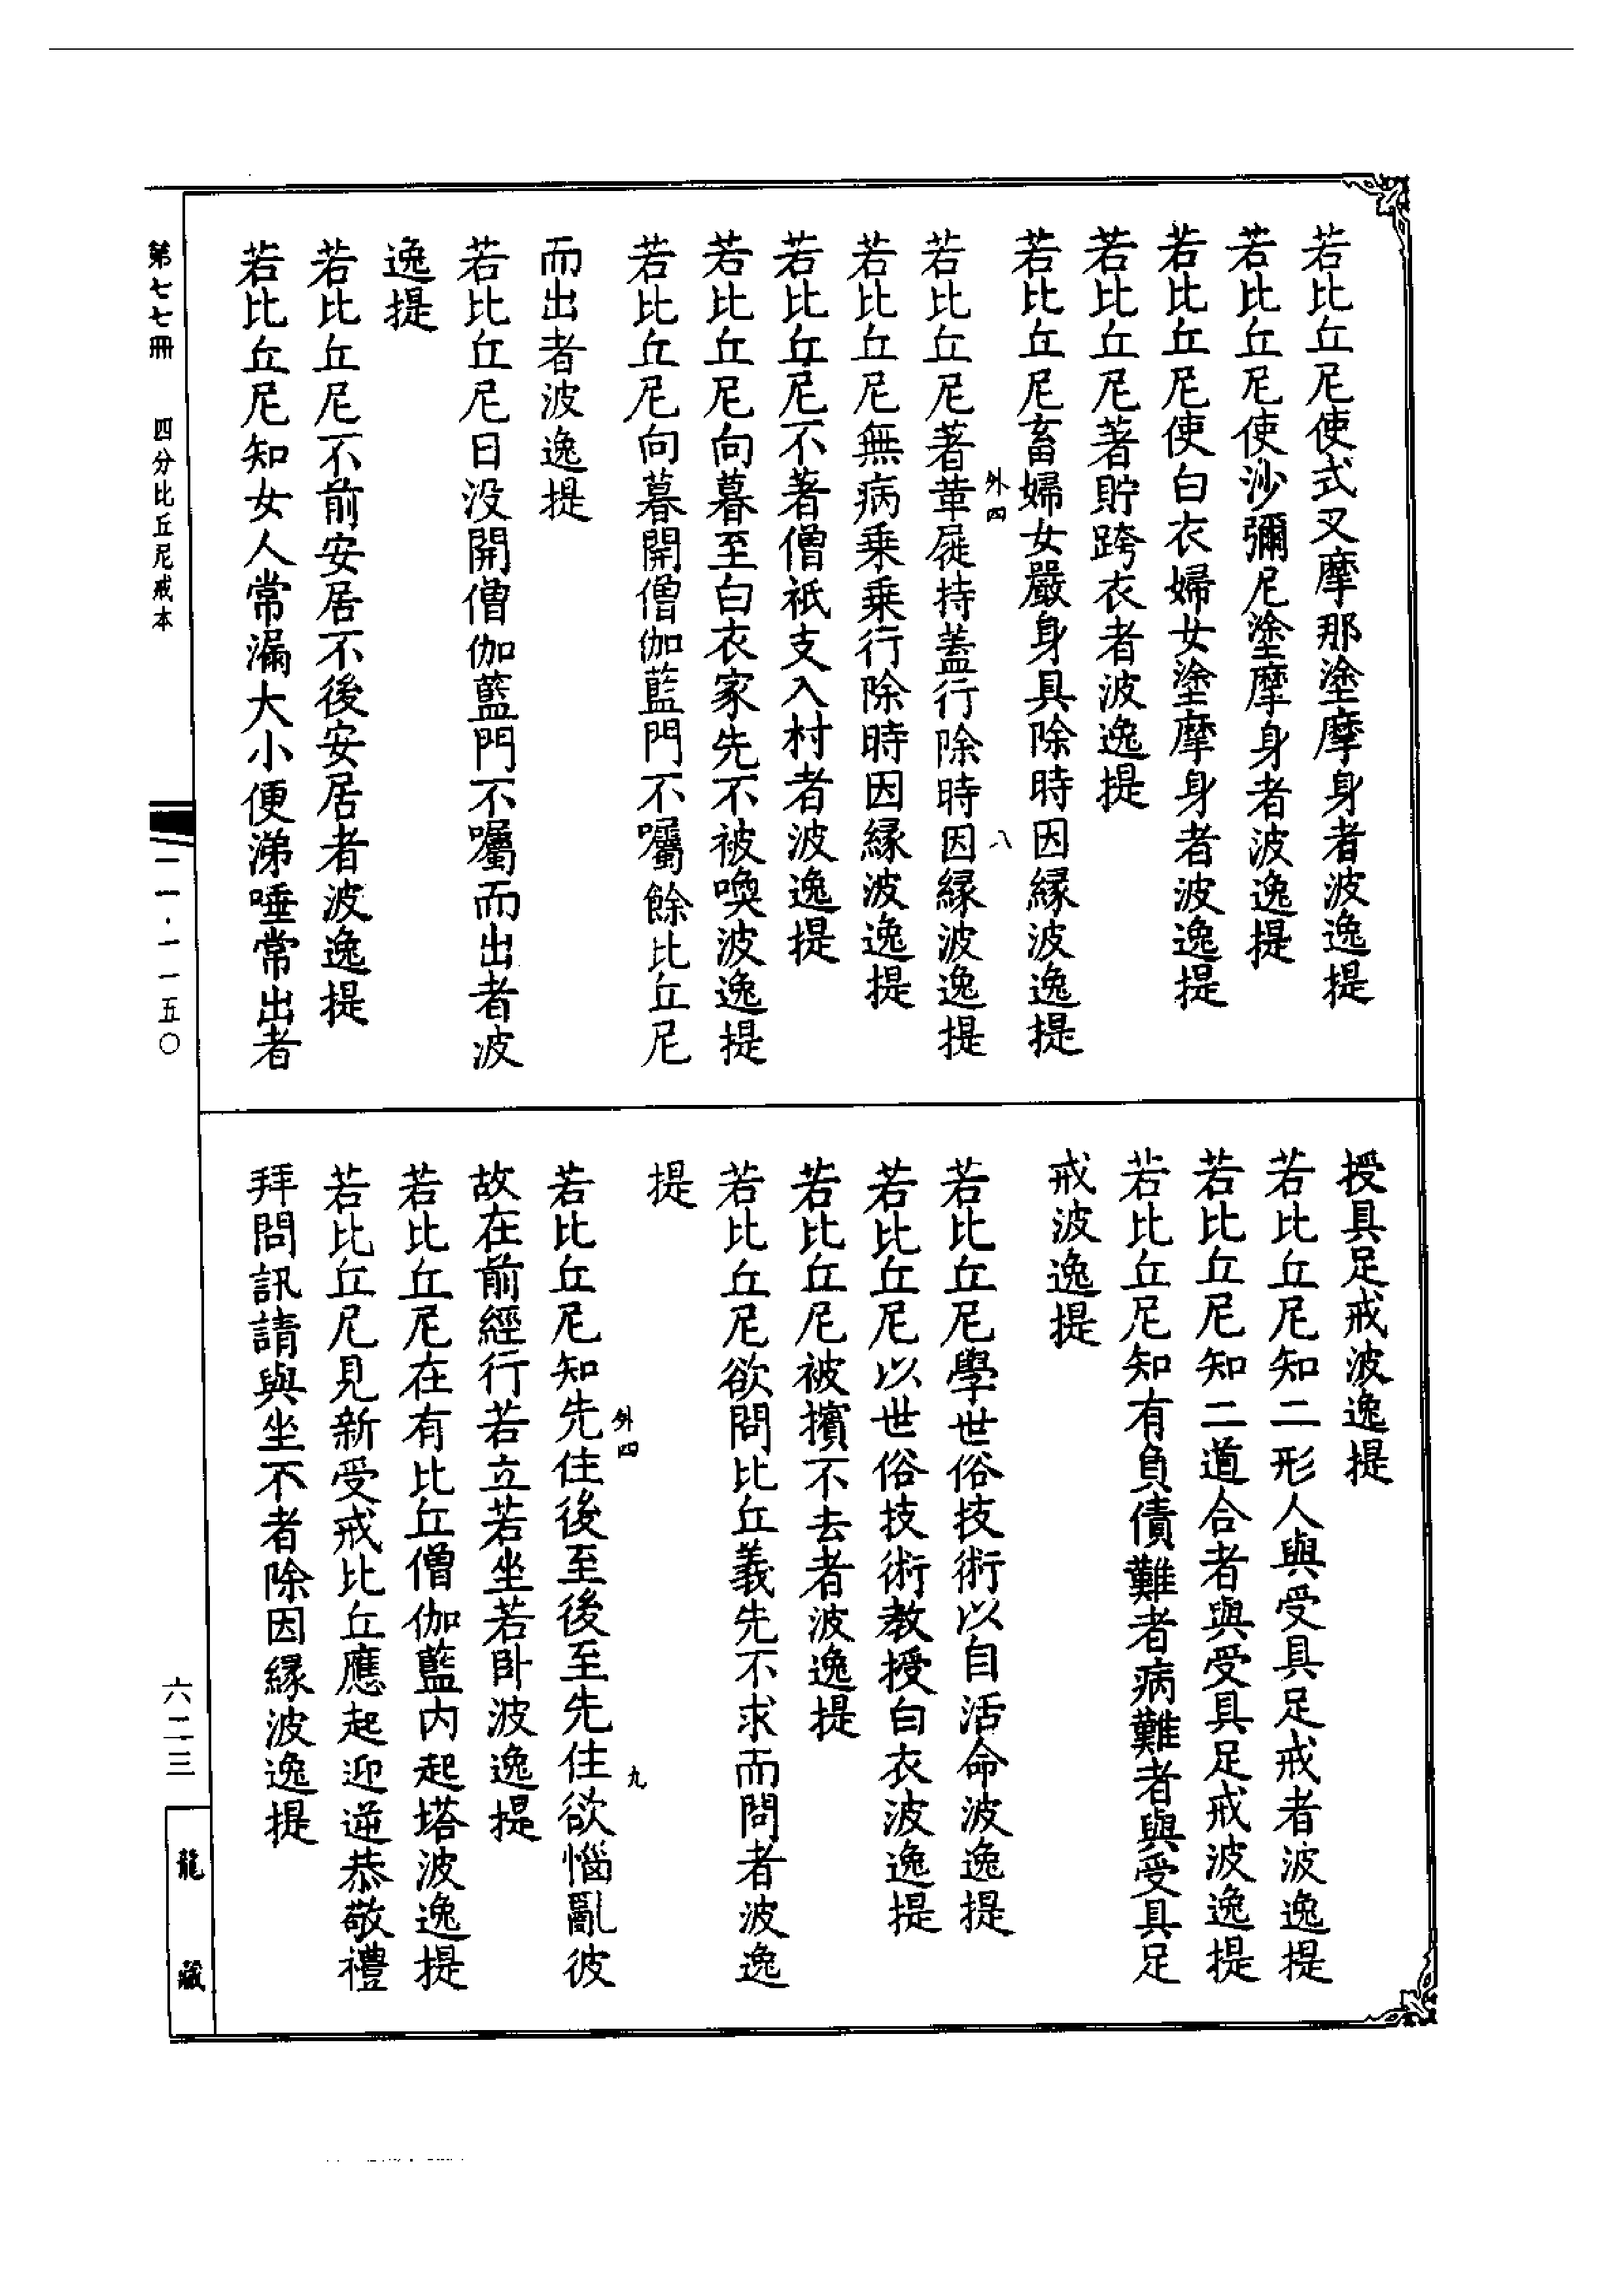 若比丘尼使式叉摩那塗摩身者波逸提
若比丘尼使沙彌尼塗摩身者波逸提
若比丘尼使白衣婦女塗摩身者波逸提
若比丘尼著貯跨衣者波逸提
若比丘尼畜婦女嚴身具除時因緣波逸提
外四
八
若比丘尼著革屣持蓋行除時因緣波逸提
若比丘尼無病乘乘行除時因緣波逸提
若比丘尼不著僧祇支入村者波逸提
若比丘尼向暮至白衣家先不被喚波逸提
若比丘尼向暮開僧伽藍門不囑餘比丘尼
而出者波逸提
若比丘尼日没開僧伽藍門不囑而出者波
逸提
若比丘尼不前安居不後安居者波逸提
若比丘尼知女人常漏大小便涕唾常出者
授具足戒波逸提
若比丘尼知二形人與受具足戒者波逸提
若比丘尼知二道合者與受具足戒波逸提
若比丘尼知有負債難者病難者與受具足
戒波逸提
若比丘尼學世俗技術以自活命波逸提
若比丘尼以世俗技術教授白衣波逸提
若比丘尼被擯不去者波逸提
若比丘尼欲問比丘義先不求而問者波逸
提
外四
九
若比丘尼知先住後至後至先住欲惱亂彼
故在前經行若立若坐若卧波逸提
若比丘尼在有比丘僧伽藍内起塔波逸提
若比丘尼見新受戒比丘應起迎逆恭敬禮
拜問訊請與坐不者除因緣波逸提
第七七冊 四分比丘尼戒本
二一·一一五〇
六二三
龍藏